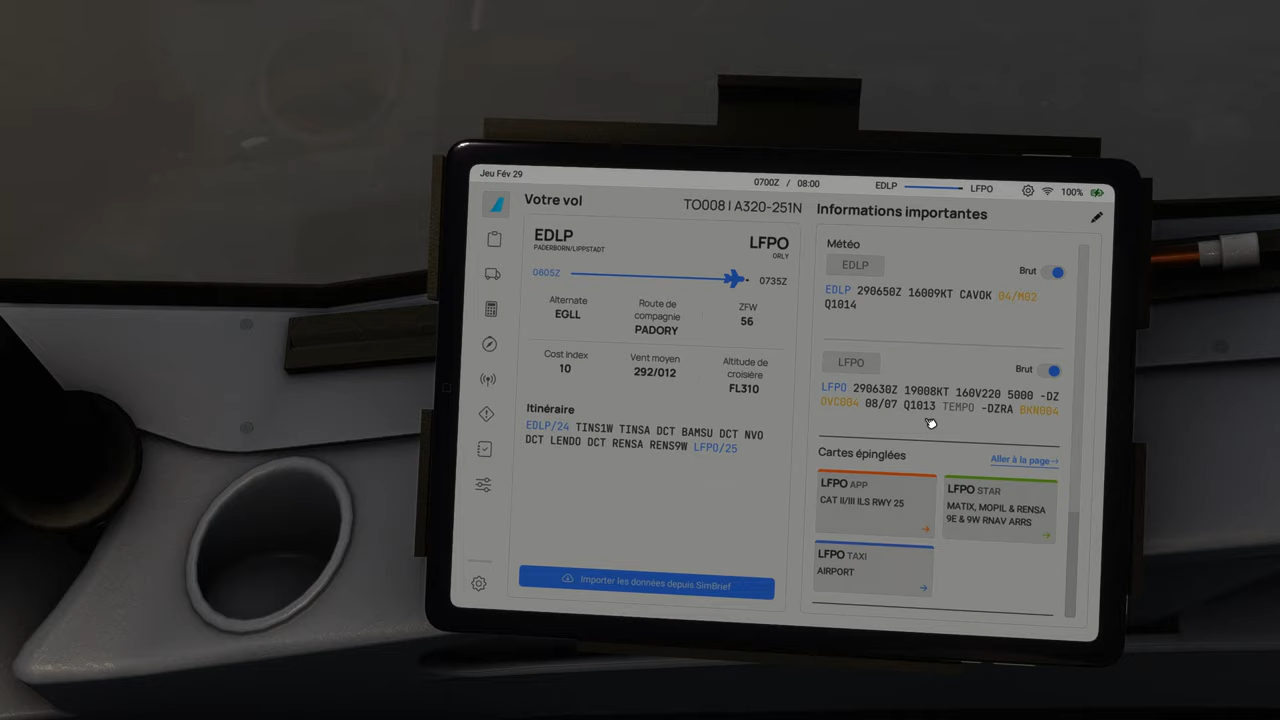 Jeu Fév 29
0700Z / 08:00
EDLP LFPO
100%
Votre vol
TO008 | A320-251N
EDLP
PADERBORN/LIPPSTADT
LFPO
ORLY
0605Z
0735Z
Alternate
EGLL
Route de
compagnie
PADORY
ZFW
56
Cost Index
10
Vent moyen
292/012
Altitude de
croisière
FL310
Itinéraire
EDLP/24 TINS1W TINSA DCT BAMSU DCT NVO
DCT LENDO DCT RENSA RENS9W LFPO/25
Importer les données depuis SimBrief
Informations importantes
Météo
EDLP
Brut
EDLP 290650Z 16009KT CAVOK 04/M02
Q1014
LFPO
Brut
LFPO 290630Z 19008KT 160V220 5000 -DZ
OVC004 08/07 Q1013 TEMPO -DZRA BKN004
Cartes épinglées
Aller à la page→
LFPO APP
CAT II/III ILS RWY 25
LFPO STAR
MATIX, MOPIL & RENSA
9E & 9W RNAV ARRS
LFPO TAXI
AIRPORT